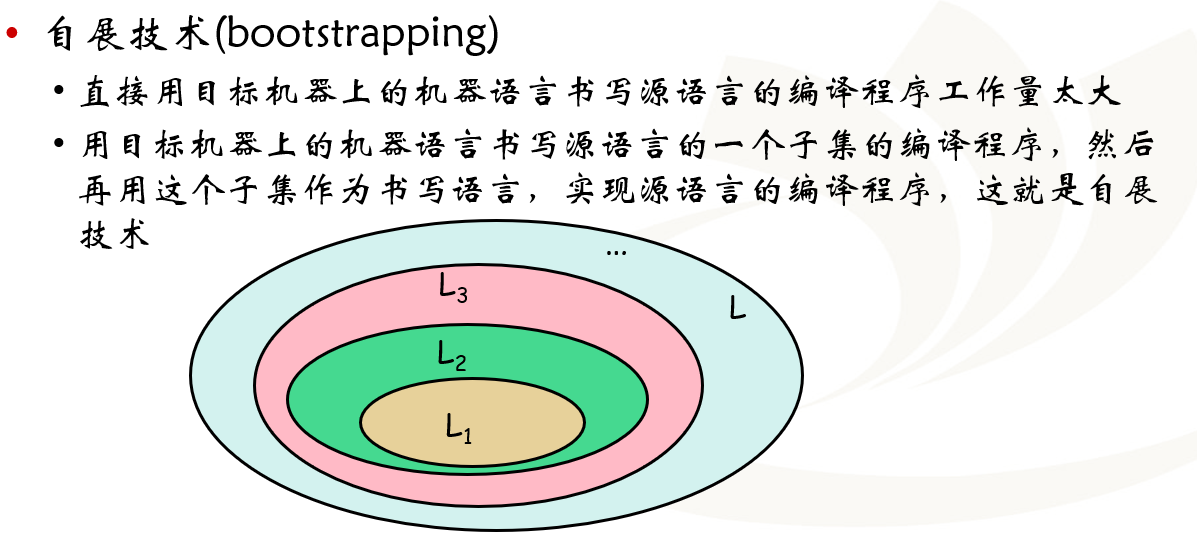 • 自展技术(bootstrapping)
• 直接用目标机器上的机器语言书写源语言的编译程序工作量太大
• 用目标机器上的机器语言书写源语言的一个子集的编译程序，然后
再用这个子集作为书写语言，实现源语言的编译程序，这就是自展
技术
...
L₃
L
L₂
L₁